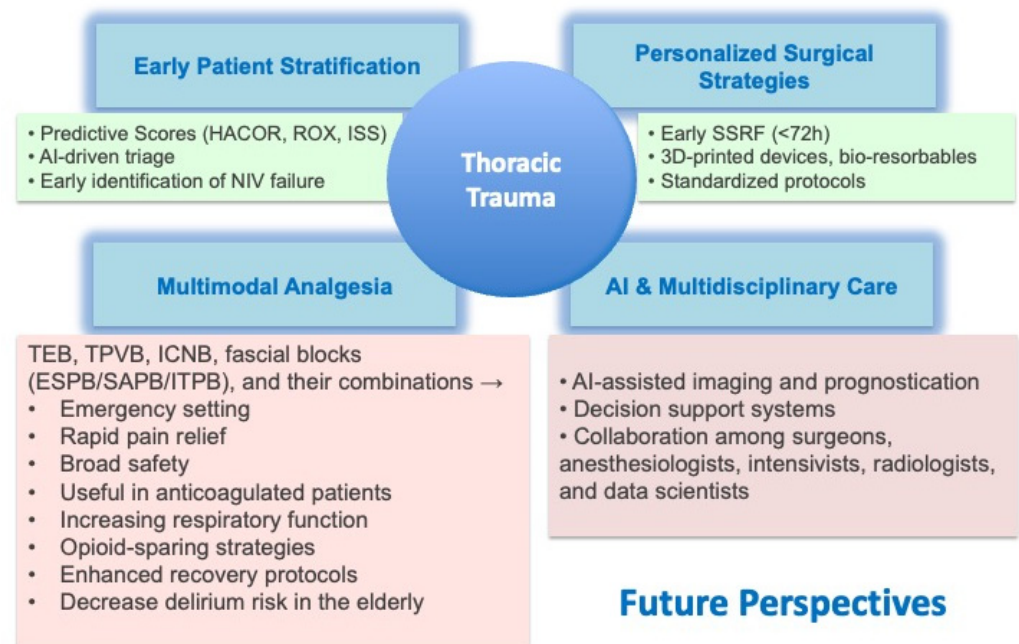 Early Patient Stratification
• Predictive Scores (HACOR, ROX, ISS)
• AI-driven triage
• Early identification of NIV failure
Thoracic
Trauma
Personalized Surgical
Strategies
• Early SSRF (<72h)
• 3D-printed devices, bio-resorbables
• Standardized protocols
Multimodal Analgesia
TEB, TPVB, ICNB, fascial blocks
(ESPB/SAPB/ITPB), and their combinations →
• Emergency setting
• Rapid pain relief
• Broad safety
• Useful in anticoagulated patients
• Increasing respiratory function
• Opioid-sparing strategies
• Enhanced recovery protocols
• Decrease delirium risk in the elderly
AI & Multidisciplinary Care
• AI-assisted imaging and prognostication
• Decision support systems
• Collaboration among surgeons,
anesthesiologists, intensivists, radiologists,
and data scientists
Future Perspectives